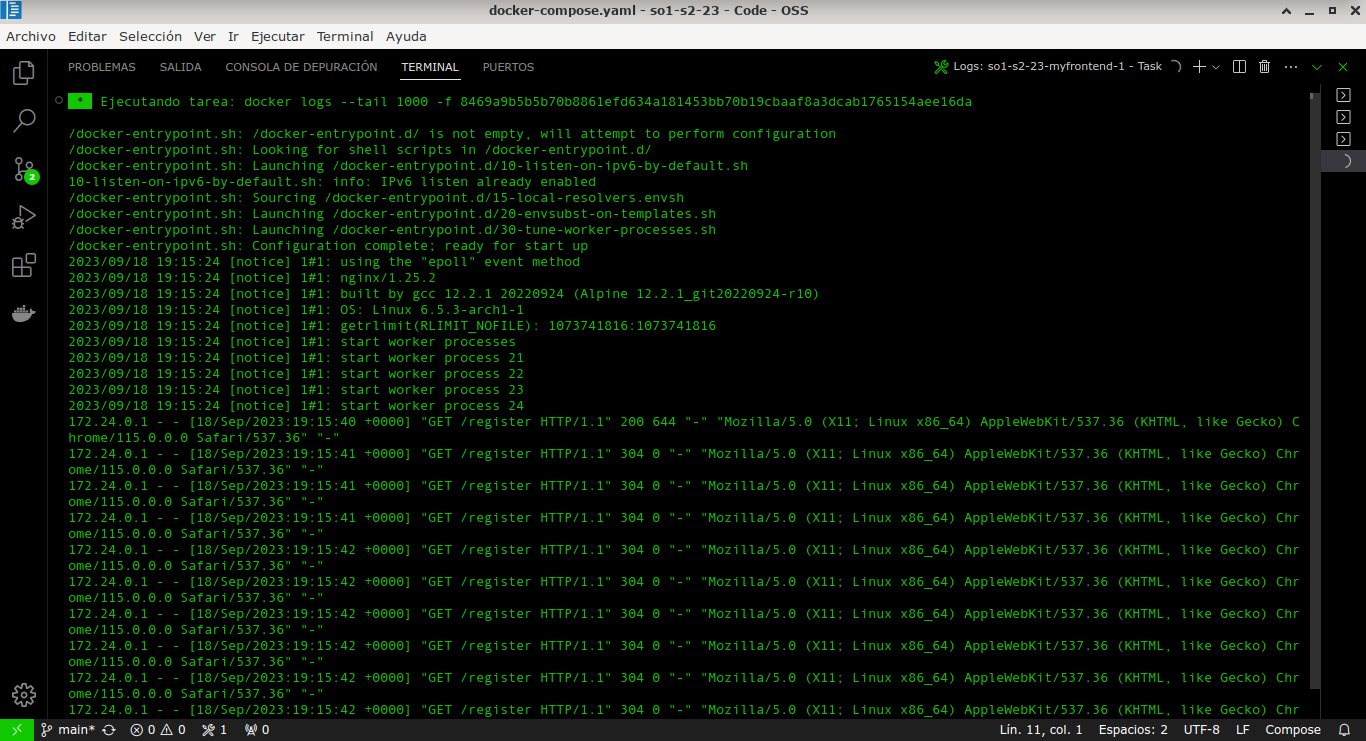 docker-compose.yaml - so1-s2-23 - Code - OSS
Archivo Editar Selección Ver Ir Ejecutar Terminal Ayuda
PROBLEMAS SALIDA CONSOLA DE DEPURACIÓN TERMINAL PUERTOS Logs: so1-s2-23-myfrontend-1 - Task
* Ejecutando tarea: docker logs --tail 1000 -f 8469a9b5b5b70b8861efd634a181453bb70b19cbaaf8a3dcab1765154aee16da
/docker-entrypoint.sh: /docker-entrypoint.d/ is not empty, will attempt to perform configuration
/docker-entrypoint.sh: Looking for shell scripts in /docker-entrypoint.d/
/docker-entrypoint.sh: Launching /docker-entrypoint.d/10-listen-on-ipv6-by-default.sh
10-listen-on-ipv6-by-default.sh: info: IPv6 listen already enabled
/docker-entrypoint.sh: Sourcing /docker-entrypoint.d/15-local-resolvers.envsh
/docker-entrypoint.sh: Launching /docker-entrypoint.d/20-envsubst-on-templates.sh
/docker-entrypoint.sh: Launching /docker-entrypoint.d/30-tune-worker-processes.sh
/docker-entrypoint.sh: Configuration complete; ready for start up
2023/09/18 19:15:24 [notice] 1#1: using the "epoll" event method
2023/09/18 19:15:24 [notice] 1#1: nginx/1.25.2
2023/09/18 19:15:24 [notice] 1#1: built by gcc 12.2.1 20220924 (Alpine 12.2.1_git20220924-r10)
2023/09/18 19:15:24 [notice] 1#1: OS: Linux 6.5.3-arch1-1
2023/09/18 19:15:24 [notice] 1#1: getrlimit(RLIMIT_NOFILE): 1073741816:1073741816
2023/09/18 19:15:24 [notice] 1#1: start worker processes
2023/09/18 19:15:24 [notice] 1#1: start worker process 21
2023/09/18 19:15:24 [notice] 1#1: start worker process 22
2023/09/18 19:15:24 [notice] 1#1: start worker process 23
2023/09/18 19:15:24 [notice] 1#1: start worker process 24
172.24.0.1 - - [18/Sep/2023:19:15:40 +0000] "GET /register HTTP/1.1" 200 644 "-" "Mozilla/5.0 (X11; Linux x86_64) AppleWebKit/537.36 (KHTML, like Gecko) C
hrome/115.0.0.0 Safari/537.36" "-"
172.24.0.1 - - [18/Sep/2023:19:15:41 +0000] "GET /register HTTP/1.1" 304 0 "-" "Mozilla/5.0 (X11; Linux x86_64) AppleWebKit/537.36 (KHTML, like Gecko) Chr
ome/115.0.0.0 Safari/537.36" "-"
172.24.0.1 - - [18/Sep/2023:19:15:41 +0000] "GET /register HTTP/1.1" 304 0 "-" "Mozilla/5.0 (X11; Linux x86_64) AppleWebKit/537.36 (KHTML, like Gecko) Chr
ome/115.0.0.0 Safari/537.36" "-"
172.24.0.1 - - [18/Sep/2023:19:15:41 +0000] "GET /register HTTP/1.1" 304 0 "-" "Mozilla/5.0 (X11; Linux x86_64) AppleWebKit/537.36 (KHTML, like Gecko) Chr
ome/115.0.0.0 Safari/537.36" "-"
172.24.0.1 - - [18/Sep/2023:19:15:42 +0000] "GET /register HTTP/1.1" 304 0 "-" "Mozilla/5.0 (X11; Linux x86_64) AppleWebKit/537.36 (KHTML, like Gecko) Chr
ome/115.0.0.0 Safari/537.36" "-"
172.24.0.1 - - [18/Sep/2023:19:15:42 +0000] "GET /register HTTP/1.1" 304 0 "-" "Mozilla/5.0 (X11; Linux x86_64) AppleWebKit/537.36 (KHTML, like Gecko) Chr
ome/115.0.0.0 Safari/537.36" "-"
172.24.0.1 - - [18/Sep/2023:19:15:42 +0000] "GET /register HTTP/1.1" 304 0 "-" "Mozilla/5.0 (X11; Linux x86_64) AppleWebKit/537.36 (KHTML, like Gecko) Chr
ome/115.0.0.0 Safari/537.36" "-"
172.24.0.1 - - [18/Sep/2023:19:15:42 +0000] "GET /register HTTP/1.1" 304 0 "-" "Mozilla/5.0 (X11; Linux x86_64) AppleWebKit/537.36 (KHTML, like Gecko) Chr
ome/115.0.0.0 Safari/537.36" "-"
172.24.0.1 - - [18/Sep/2023:19:15:42 +0000] "GET /register HTTP/1.1" 304 0 "-" "Mozilla/5.0 (X11; Linux x86_64) AppleWebKit/537.36 (KHTML, like Gecko) Chr
ome/115.0.0.0 Safari/537.36" "-"
172.24.0.1 - - [18/Sep/2023:19:15:42 +0000] "GET /register HTTP/1.1" 304 0 "-" "Mozilla/5.0 (X11; Linux x86_64) AppleWebKit/537.36 (KHTML, like Gecko) Chr
2
main* 0 0 1 0 Lín. 11, col. 1 Espacios: 2 UTF-8 LF Compose